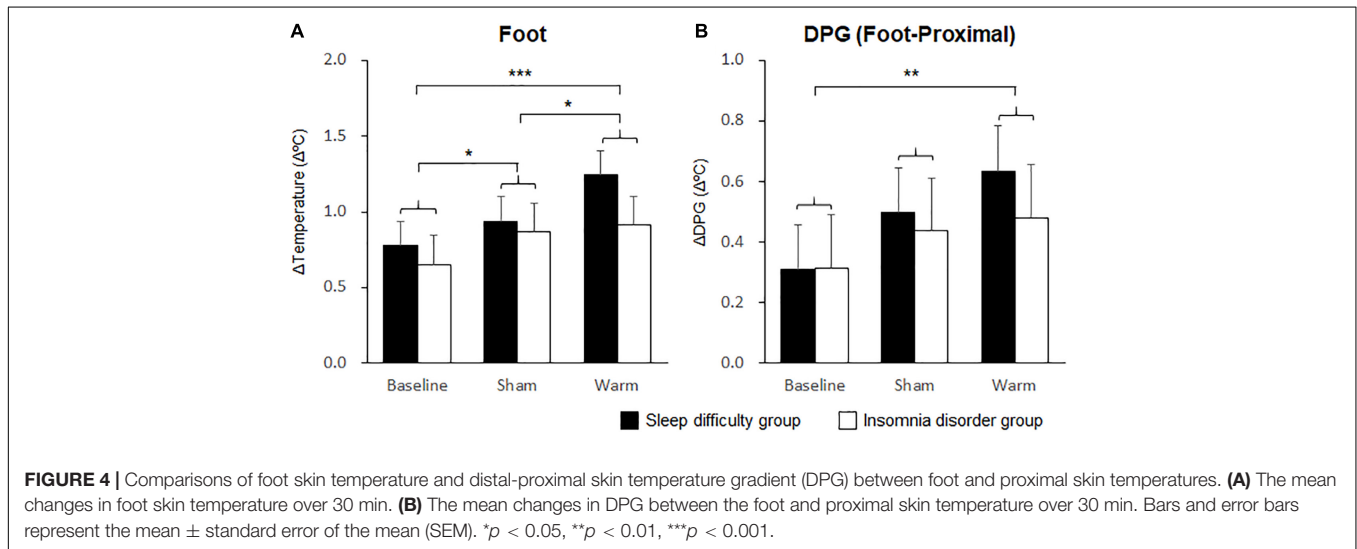 A
Foot
2.0
1.5
1.0
0.5
0.0
ΔTemperature (Δ°C)
***
*
*
Baseline Sham Warm
B
DPG (Foot-Proximal)
1.0
0.8
0.6
0.4
0.2
0.0
ΔDPG (Δ°C)
**
Baseline Sham Warm
Sleep difficulty group Insomnia disorder group
FIGURE 4 | Comparisons of foot skin temperature and distal-proximal skin temperature gradient (DPG) between foot and proximal skin temperatures. (A) The mean
changes in foot skin temperature over 30 min. (B) The mean changes in DPG between the foot and proximal skin temperature over 30 min. Bars and error bars
represent the mean ± standard error of the mean (SEM). *p < 0.05, **p < 0.01, ***p < 0.001.